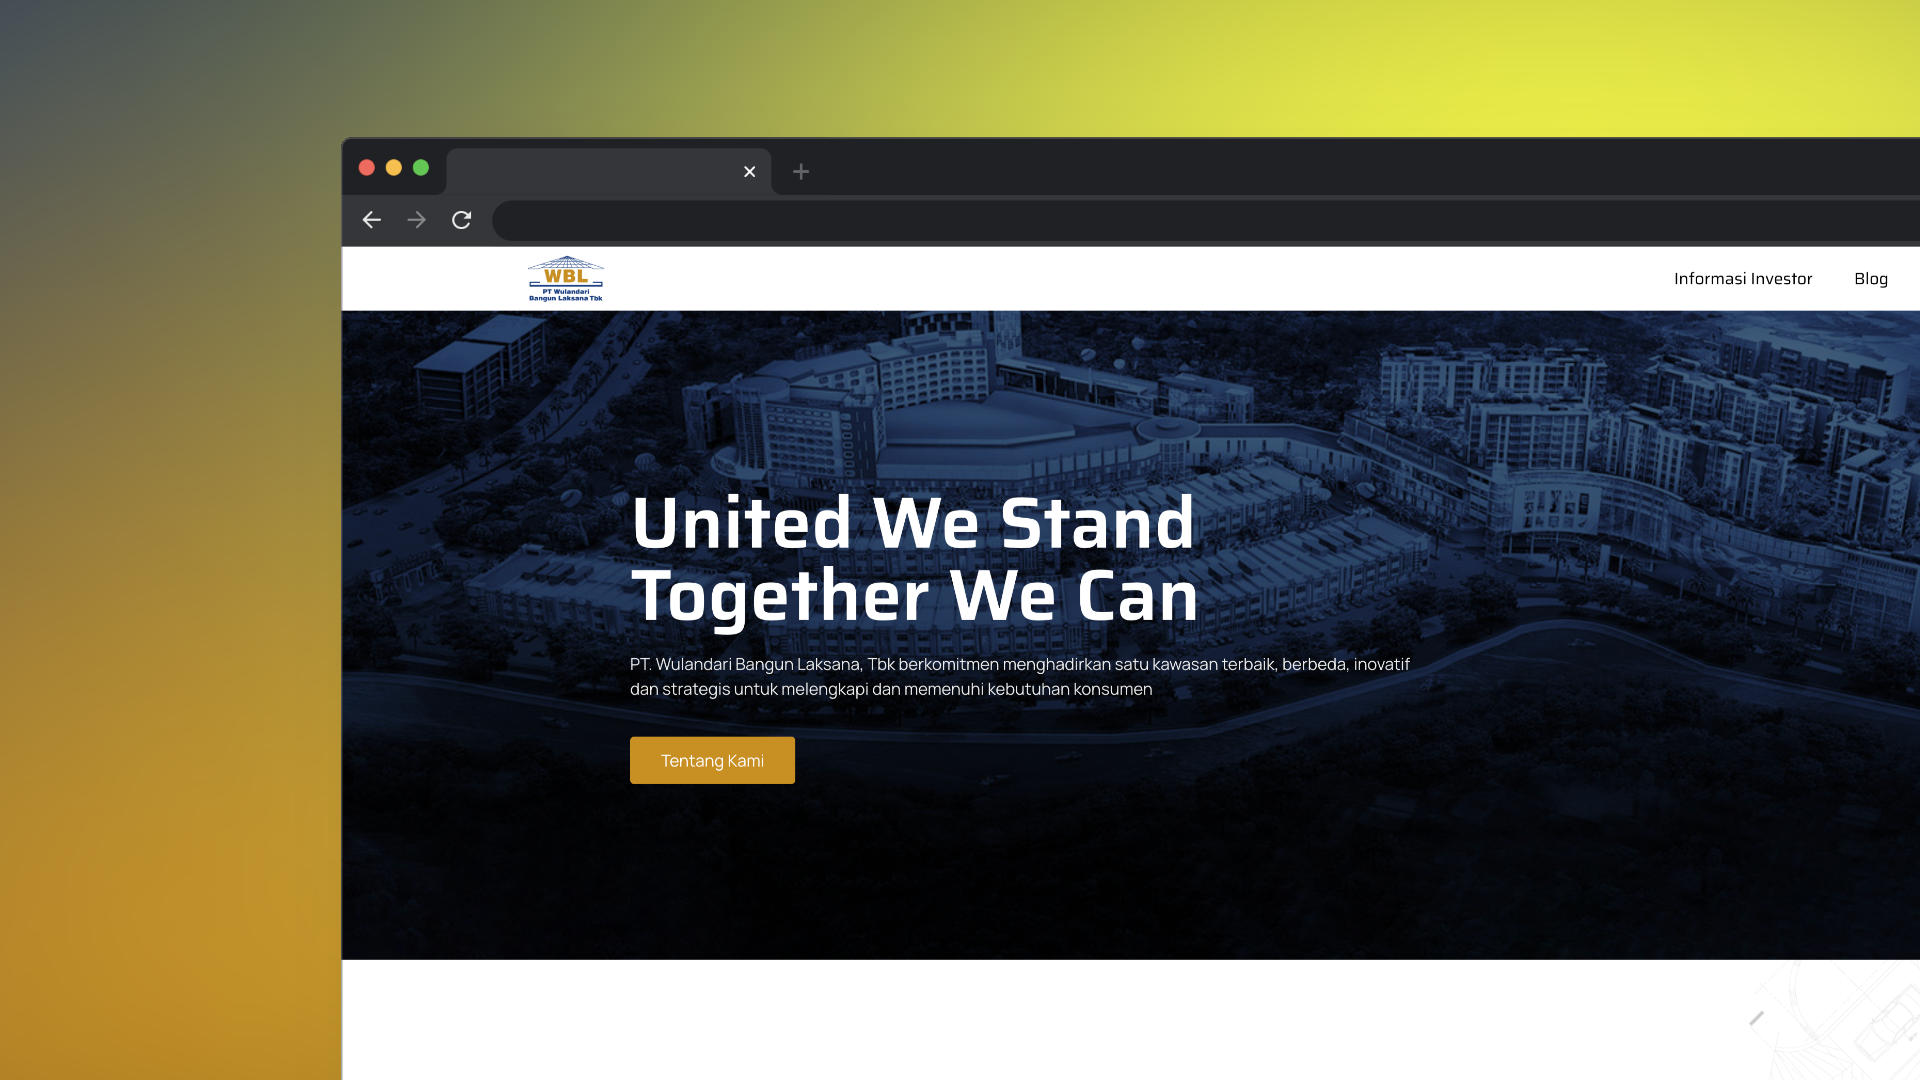 WBL
PT Wulandari
Bangun Laksana Tbk
Informasi Investor
Blog
United We Stand
Together We Can
PT. Wulandari Bangun Laksana, Tbk berkomitmen menghadirkan satu kawasan terbaik, berbeda, inovatif
dan strategis untuk melengkapi dan memenuhi kebutuhan konsumen
Tentang Kami